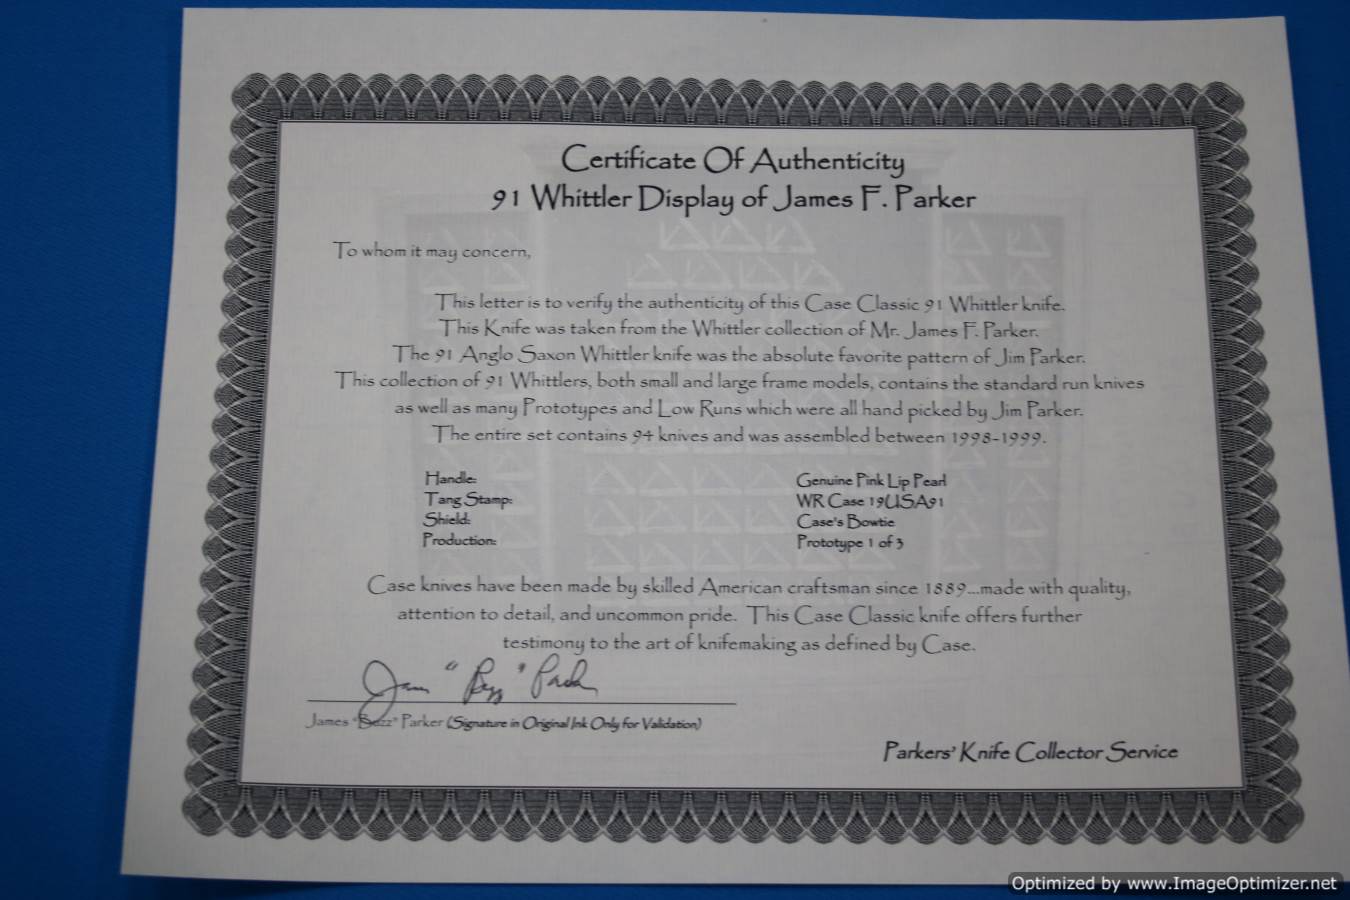 Certificate Of Authenticity
91 Whittler Display of James F. Parker
To whom it may concern,
This letter is to verify the authenticity of this Case Classic 91 Whittler knife.
This Knife was taken from the Whittler collection of Mr. James F. Parker.
The 91 Anglo Saxon Whittler knife was the absolute favorite pattern of Jim Parker.
This collection of 91 Whittlers, both small and large frame models, contains the standard run knives
as well as many Prototypes and Low Runs which were all hand picked by Jim Parker.
The entire set contains 94 knives and was assembled between 1998-1999.
Handle: Genuine Pink Lip Pearl
Tang Stamp: WR Case 19USA91
Shield: Case's Bowtie
Production: Prototype 1 of 3
Case knives have been made by skilled American craftsman since 1889...made with quality,
attention to detail, and uncommon pride. This Case Classic knife offers further
testimony to the art of knifemaking as defined by Case.
James "Buzz" Parker
James "Buzz" Parker (Signature in Original Ink Only for Validation)
Parkers' Knife Collector Service
Optimized by www.ImageOptimizer.net